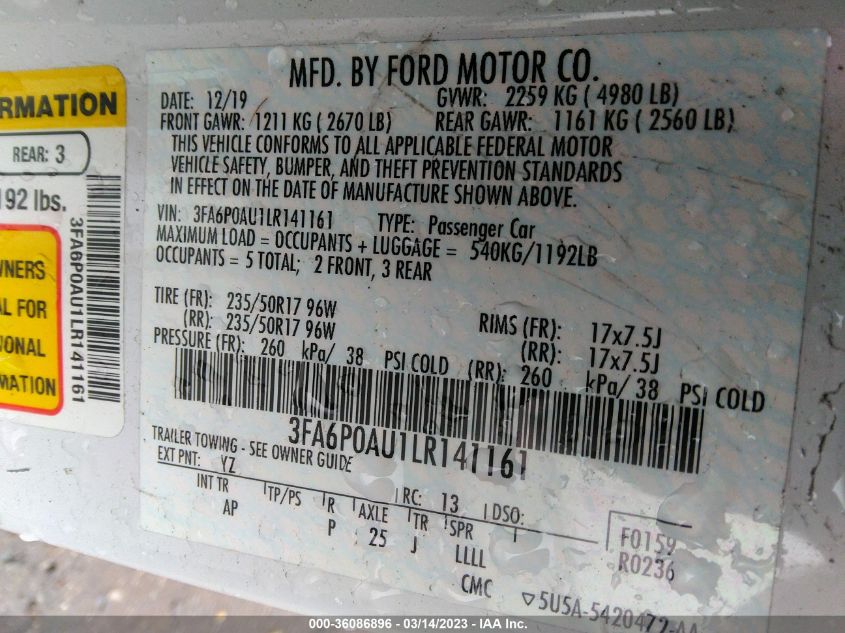 RMATION
REAR: 3
192 lbs.
3FA6P0AU1LR141161
WNERS
AL FOR
IONAL
MATION
MFD. BY FORD MOTOR CO.
DATE: 12/19 GVWR: 2259 KG ( 4980 LB)
FRONT GAWR: 1211 KG ( 2670 LB) REAR GAWR: 1161 KG ( 2560 LB)
THIS VEHICLE CONFORMS TO ALL APPLICABLE FEDERAL MOTOR
VEHICLE SAFETY, BUMPER, AND THEFT PREVENTION STANDARDS
IN EFFECT ON THE DATE OF MANUFACTURE SHOWN ABOVE.
VIN: 3FA6P0AU1LR141161 TYPE: Passenger Car
MAXIMUM LOAD = OCCUPANTS + LUGGAGE = 540KG/1192LB
OCCUPANTS = 5 TOTAL; 2 FRONT, 3 REAR
TIRE (FR): 235/50R17 96W RIMS (FR): 17x7.5J
(RR): 235/50R17 96W (RR): 17x7.5J
PRESSURE (FR): 260 kPa/ 38 PSI COLD (RR): 260 kPa/ 38 PSI COLD
3FA6P0AU1LR141161
TRAILER TOWING - SEE OWNER GUIDE
EXT PNT: YZ RC: 13 DSO:
INT TR TP/PS R AXLE TR SPR
AP P 25 J LLLL
CMC
F0159
R0236
5U5A-5420472-AA
000-36086896 - 03/14/2023 - IAA Inc.